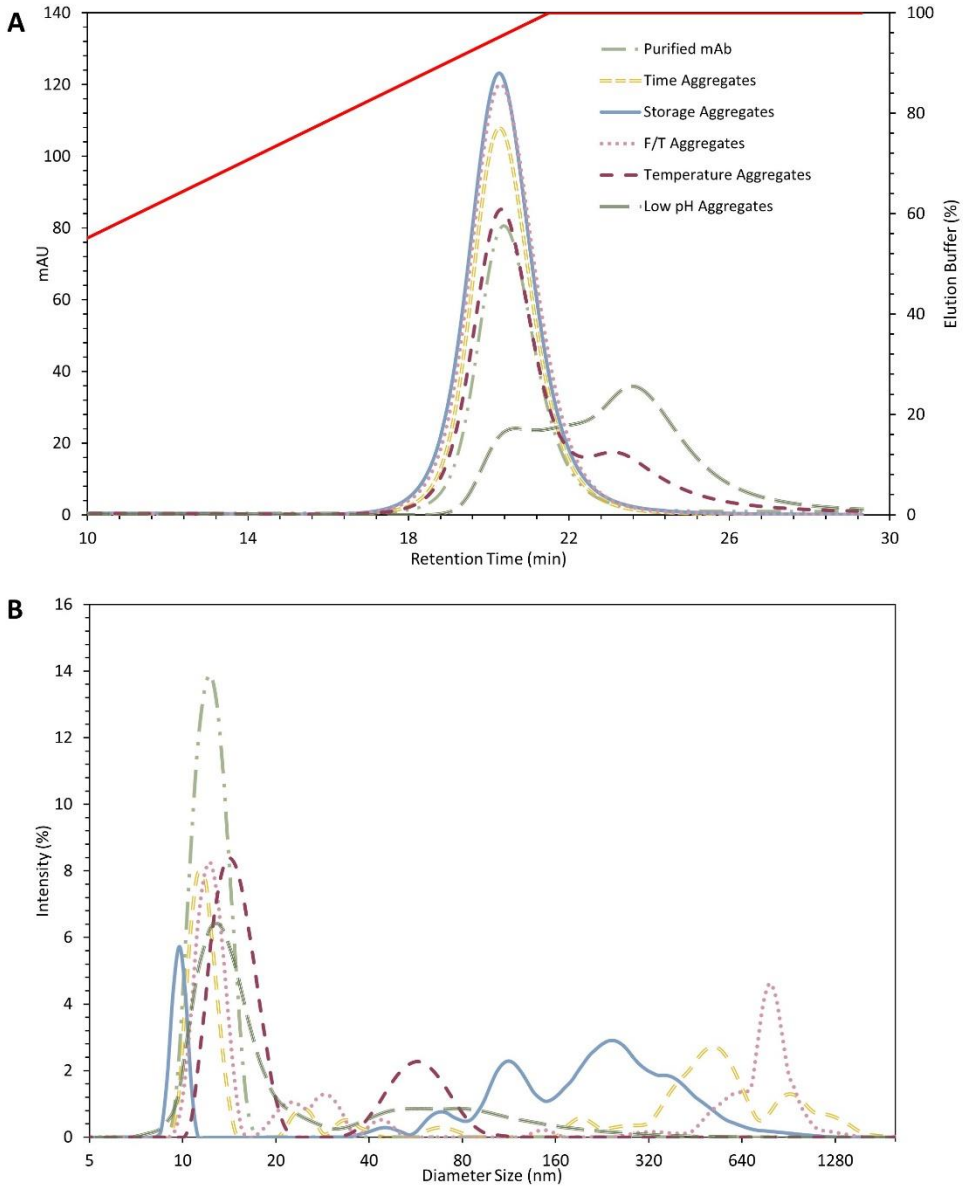 A
140
120
100
80
60
40
20
0
mAU
100
80
60
40
20
0
Elution Buffer (%)
Purified mAb
Time Aggregates
Storage Aggregates
F/T Aggregates
Temperature Aggregates
Low pH Aggregates
10 14 18 22 26 30
Retention Time (min)
B
16
14
12
10
8
6
4
2
0
Intensity (%)
5 10 20 40 80 160 320 640 1280
Diameter Size (nm)